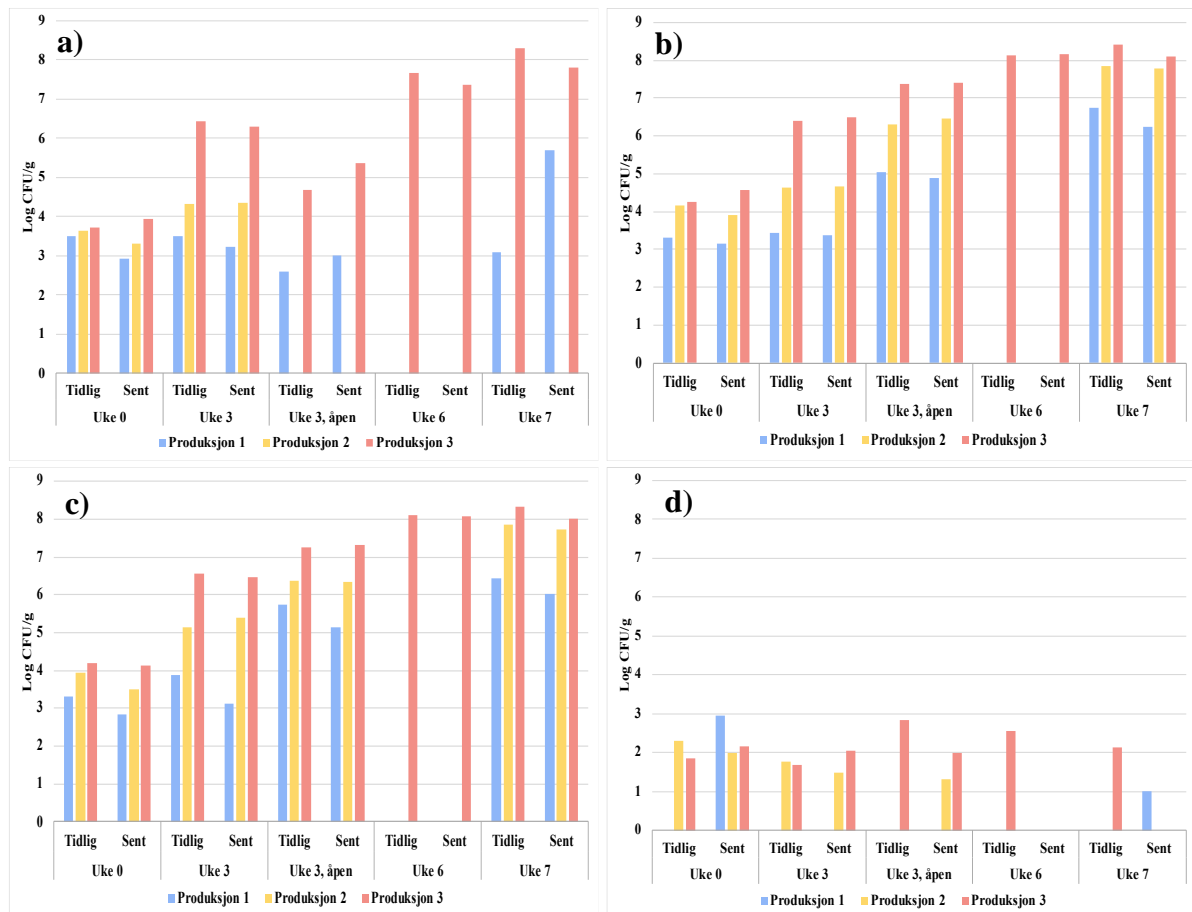 a)
9
8
7
6
5
4
3
2
1
0
Log CFU/g
Tidlig Sent Tidlig Sent Tidlig Sent Tidlig Sent Tidlig Sent
Uke 0 Uke 3 Uke 3, åpen Uke 6 Uke 7
Produksjon 1 Produksjon 2 Produksjon 3
b)
9
8
7
6
5
4
3
2
1
0
Log CFU/g
Tidlig Sent Tidlig Sent Tidlig Sent Tidlig Sent Tidlig Sent
Uke 0 Uke 3 Uke 3, åpen Uke 6 Uke 7
Produksjon 1 Produksjon 2 Produksjon 3
c)
9
8
7
6
5
4
3
2
1
0
Log CFU/g
Tidlig Sent Tidlig Sent Tidlig Sent Tidlig Sent Tidlig Sent
Uke 0 Uke 3 Uke 3, åpen Uke 6 Uke 7
Produksjon 1 Produksjon 2 Produksjon 3
d)
9
8
7
6
5
4
3
2
1
0
Log CFU/g
Tidlig Sent Tidlig Sent Tidlig Sent Tidlig Sent Tidlig Sent
Uke 0 Uke 3 Uke 3, åpen Uke 6 Uke 7
Produksjon 1 Produksjon 2 Produksjon 3